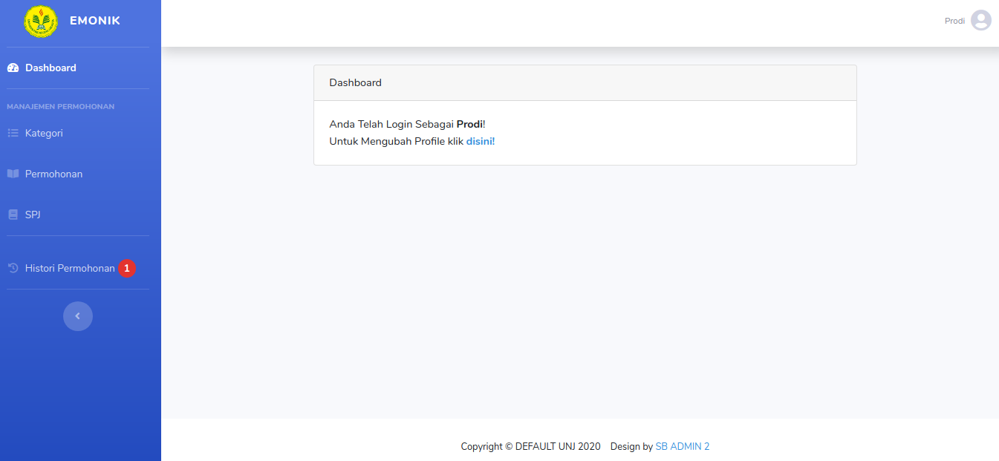 EMONIK
Prodi
Dashboard
MANAJEMEN PERMOHONAN
Kategori
Permohonan
SPJ
Histori Permohonan 1
Dashboard
Anda Telah Login Sebagai Prodi!
Untuk Mengubah Profile klik disini!
Copyright © DEFAULT UNJ 2020 Design by SB ADMIN 2